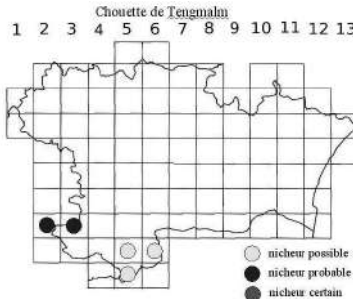 Chouette de Tengmalm
1 2 3 4 5 6 7 8 9 10 11 12 13
nicheur possible
nicheur probable
nicheur certain